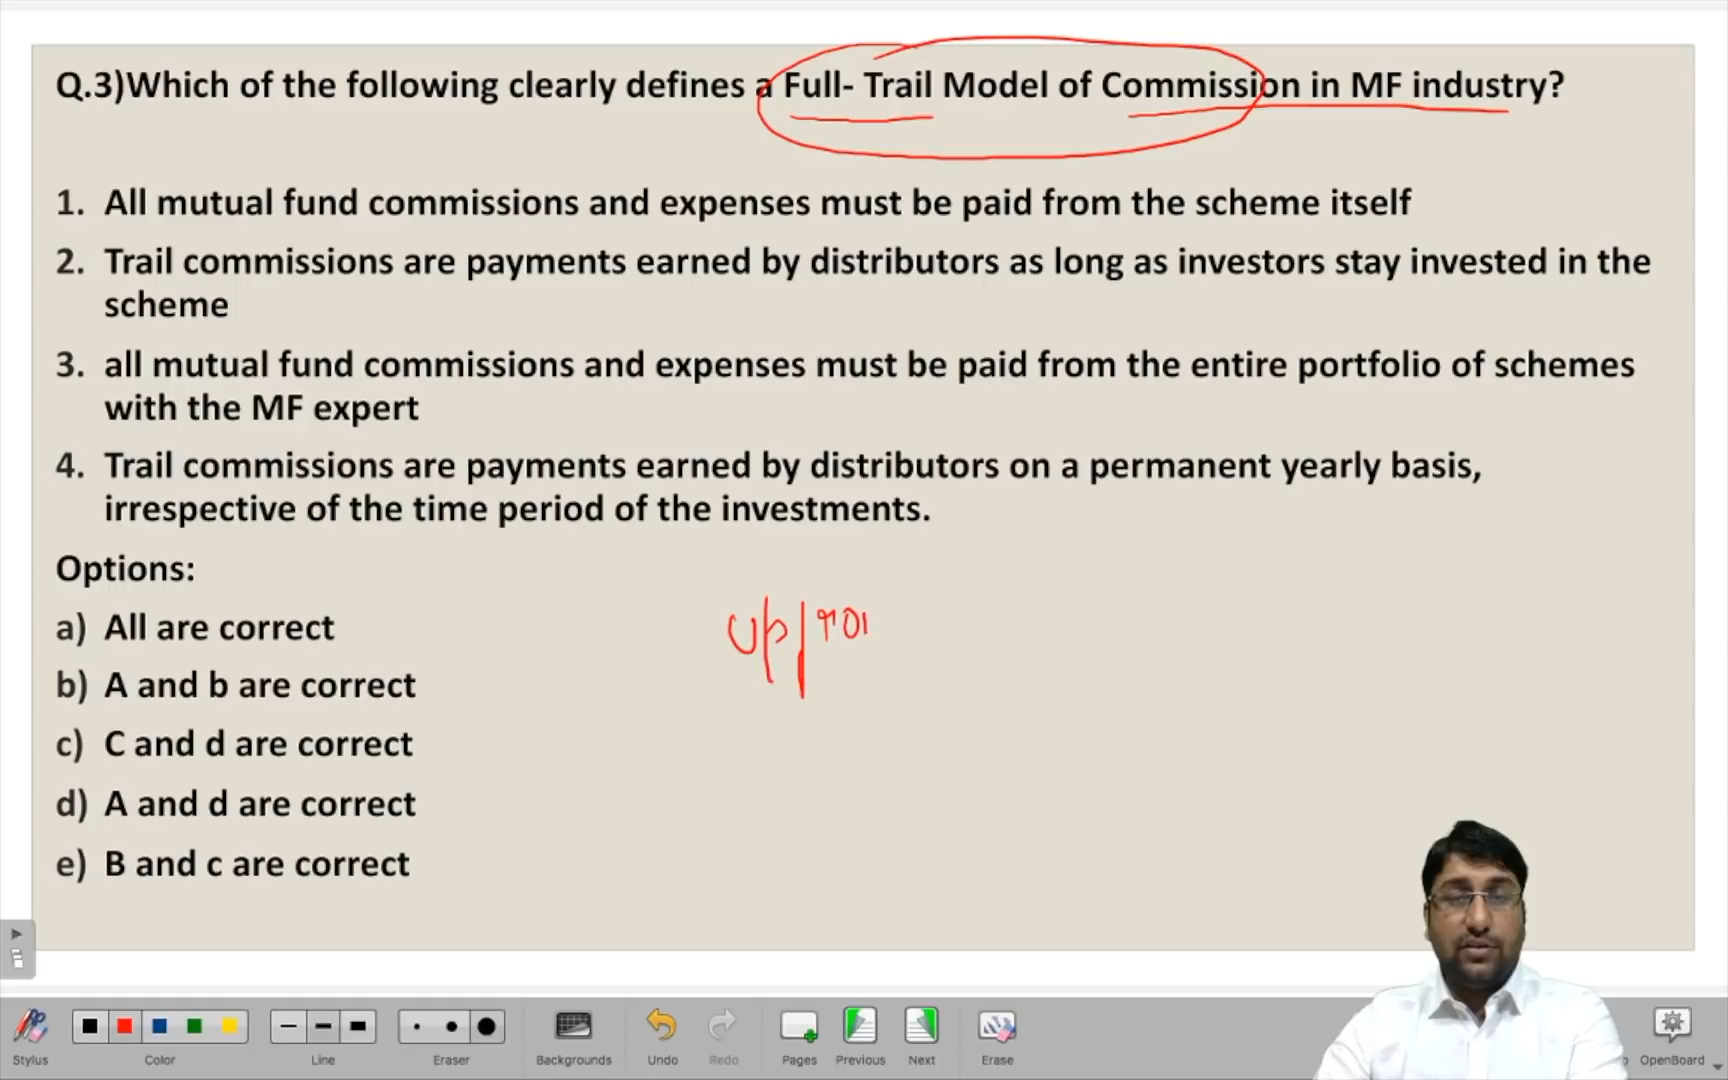 Q.3)Which of the following clearly defines a Full- Trail Model of Commission in MF industry?
1. All mutual fund commissions and expenses must be paid from the scheme itself
2. Trail commissions are payments earned by distributors as long as investors stay invested in the
scheme
3. all mutual fund commissions and expenses must be paid from the entire portfolio of schemes
with the MF expert
4. Trail commissions are payments earned by distributors on a permanent yearly basis,
irrespective of the time period of the investments.
Options:
a) All are correct
b) A and b are correct
c) C and d are correct
d) A and d are correct
e) B and c are correct
Up
Stylus Color Line Eraser Backgrounds Undo Redo Pages Previous Next Erase OpenBoard